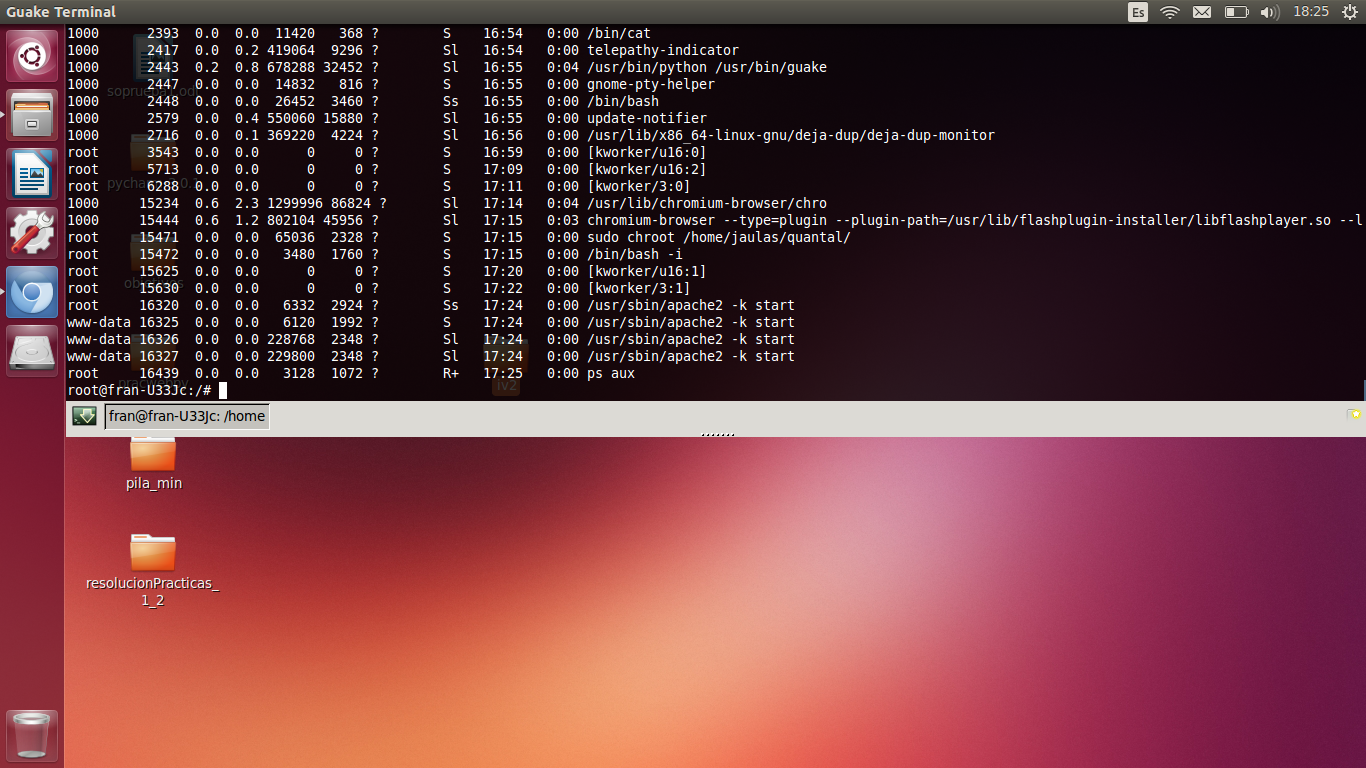 Guake Terminal Es 18:25
1000 2393 0.0 0.0 11420 368 ? S 16:54 0:00 /bin/cat
1000 2417 0.0 0.2 419064 9296 ? Sl 16:54 0:00 telepathy-indicator
1000 2443 0.2 0.8 678288 32452 ? Sl 16:55 0:04 /usr/bin/python /usr/bin/guake
1000 2447 0.0 0.0 14832 816 ? S 16:55 0:00 gnome-pty-helper
1000 2448 0.0 0.0 26452 3460 ? Ss 16:55 0:00 /bin/bash
1000 2579 0.0 0.4 550060 15880 ? Sl 16:55 0:00 update-notifier
1000 2716 0.0 0.1 369220 4224 ? Sl 16:56 0:00 /usr/lib/x86_64-linux-gnu/deja-dup/deja-dup-monitor
root 3543 0.0 0.0 0 0 ? S 16:59 0:00 [kworker/u16:0]
root 5713 0.0 0.0 0 0 ? S 17:09 0:00 [kworker/u16:2]
root 6288 0.0 0.0 0 0 ? S 17:11 0:00 [kworker/3:0]
1000 15234 0.6 2.3 1299996 86824 ? Sl 17:14 0:04 /usr/lib/chromium-browser/chro
1000 15444 0.6 1.2 802104 45956 ? Sl 17:15 0:03 chromium-browser --type=plugin --plugin-path=/usr/lib/flashplugin-installer/libflashplayer.so --l
root 15471 0.0 0.0 65036 2328 ? S 17:15 0:00 sudo chroot /home/jaulas/quantal/
root 15472 0.0 0.0 3480 1760 ? S 17:15 0:00 /bin/bash -i
root 15625 0.0 0.0 0 0 ? S 17:20 0:00 [kworker/u16:1]
root 15630 0.0 0.0 0 0 ? S 17:22 0:00 [kworker/3:1]
root 16320 0.0 0.0 6332 2924 ? Ss 17:24 0:00 /usr/sbin/apache2 -k start
www-data 16325 0.0 0.0 6120 1992 ? S 17:24 0:00 /usr/sbin/apache2 -k start
www-data 16326 0.0 0.0 228768 2348 ? Sl 17:24 0:00 /usr/sbin/apache2 -k start
www-data 16327 0.0 0.0 229800 2348 ? Sl 17:24 0:00 /usr/sbin/apache2 -k start
root 16439 0.0 0.0 3128 1072 ? R+ 17:25 0:00 ps aux
root@fran-U33Jc:/#
iv2
fran@fran-U33Jc: /home
pila_min
resolucionPracticas_
1_2